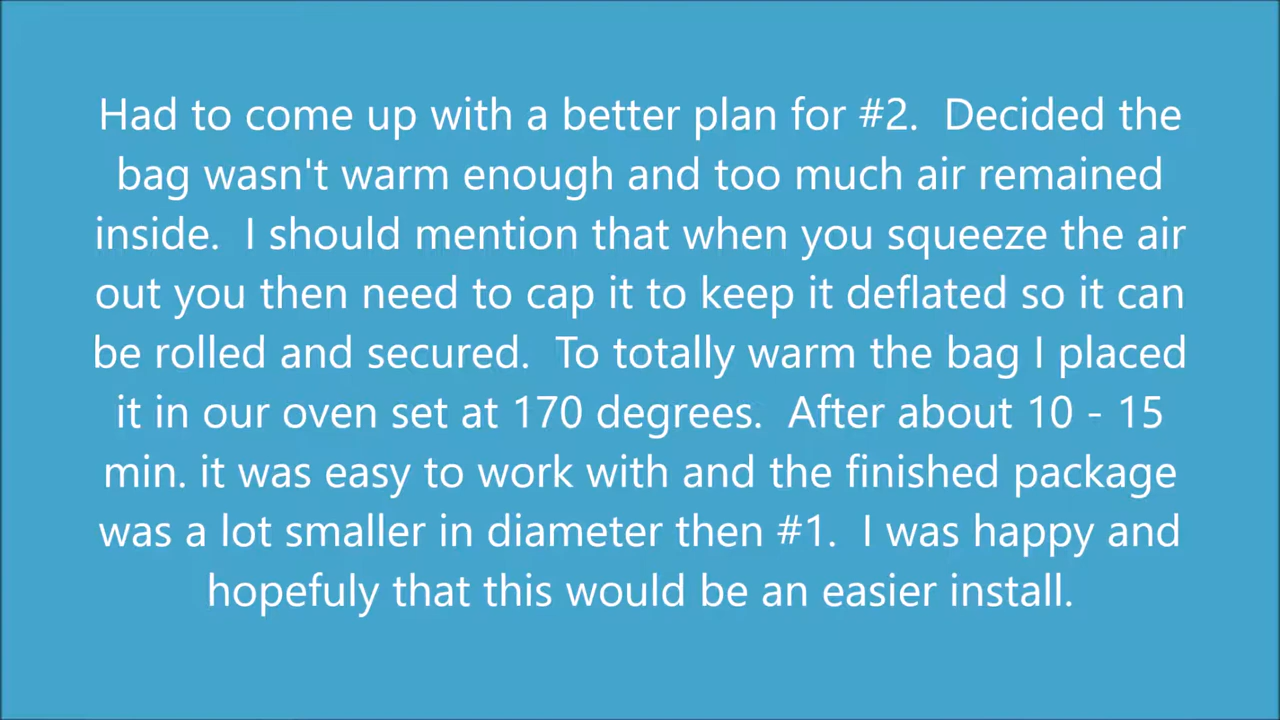 Had to come up with a better plan for #2.  Decided the
bag wasn't warm enough and too much air remained
inside.  I should mention that when you squeeze the air
out you then need to cap it to keep it deflated so it can
be rolled and secured.  To totally warm the bag I placed
it in our oven set at 170 degrees.  After about 10 - 15
min. it was easy to work with and the finished package
was a lot smaller in diameter then #1.  I was happy and
hopefuly that this would be an easier install.